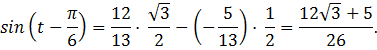 sin(t − π/6) = 12/13 · √3/2 − (−5/13) · 1/2 = (12√3 + 5)/26.